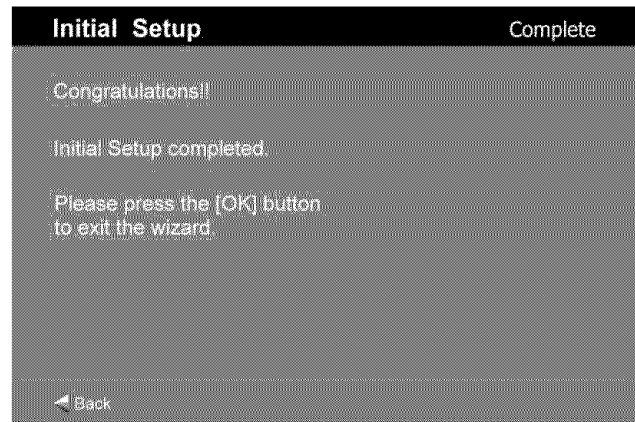 Initial Setup
Complete
Congratulations!!
Initial Setup completed.
Please press the [OK] button
to exit the wizard.
Back